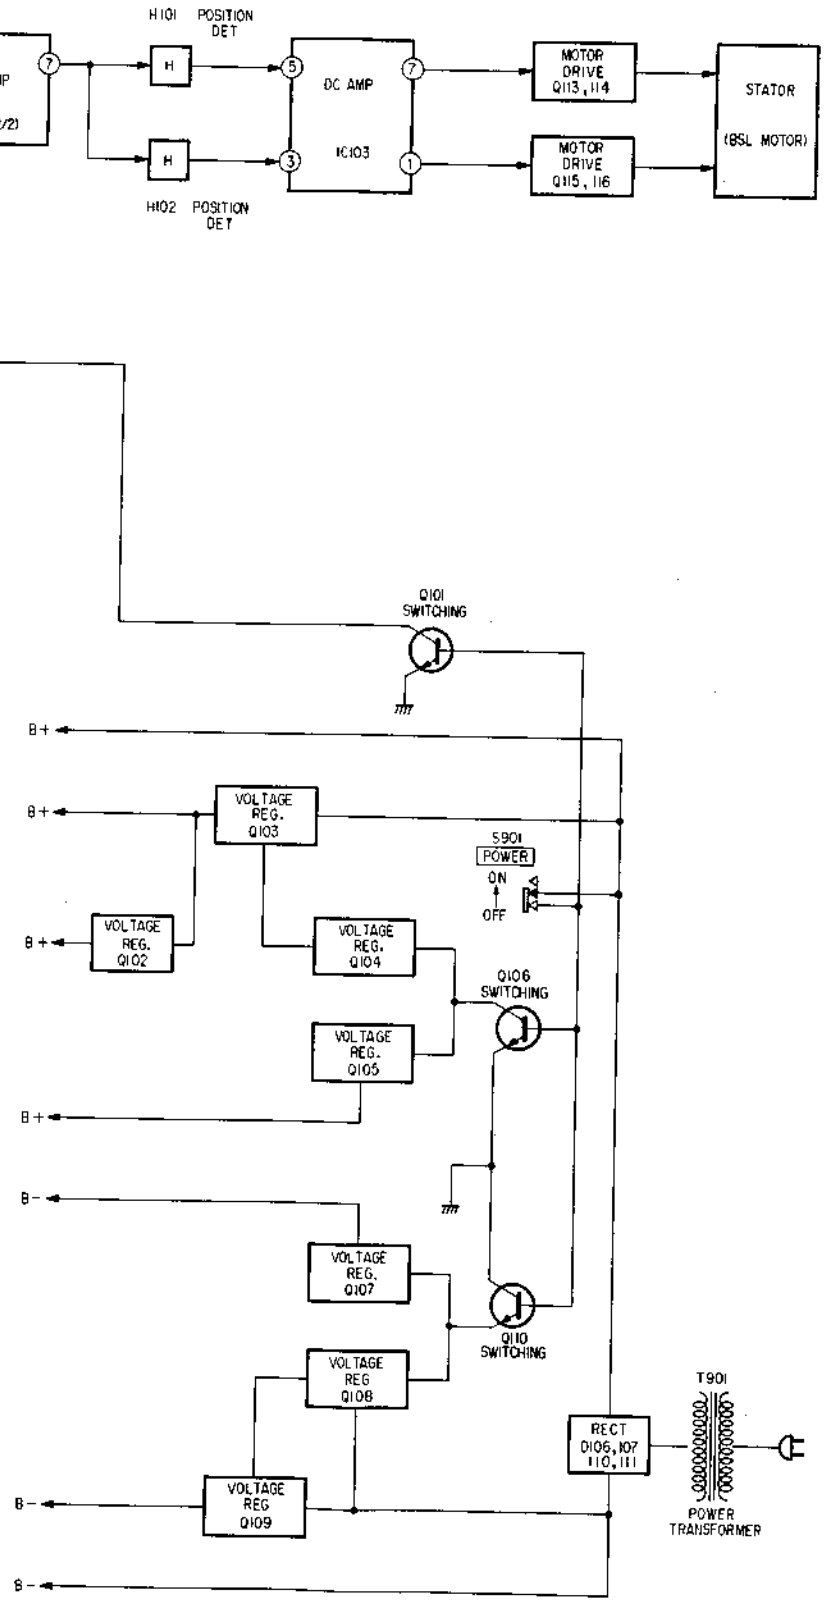 H101 POSITION
DET
7
P
/2)
H
5
DC AMP
IC103
7
MOTOR
DRIVE
Q113, 114
STATOR
(BSL MOTOR)
H
3
1
MOTOR
DRIVE
Q115, 116
H102 POSITION
DET
Q101
SWITCHING
B+
B+
VOLTAGE
REG.
Q103
S901
POWER
ON
OFF
B+
VOLTAGE
REG.
Q102
VOLTAGE
REG.
Q104
Q106
SWITCHING
VOLTAGE
REG.
Q105
B+
B-
VOLTAGE
REG.
Q107
Q110
SWITCHING
VOLTAGE
REG
Q108
T901
RECT
D106, 107
110, 111
B-
VOLTAGE
REG
Q109
POWER
TRANSFORMER
B-